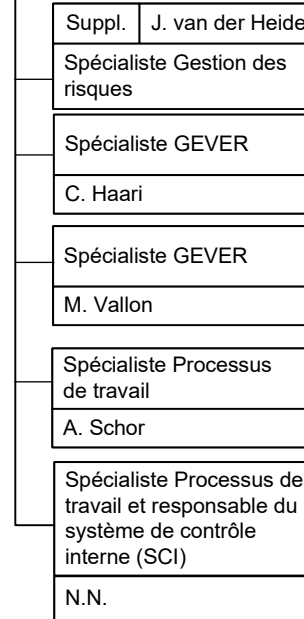 Suppl. J. van der Heide
Spécialiste Gestion des
risques
Spécialiste GEVER
C. Haari
Spécialiste GEVER
M. Vallon
Spécialiste Processus
de travail
A. Schor
Spécialiste Processus de
travail et responsable du
système de contrôle
interne (SCI)
N.N.